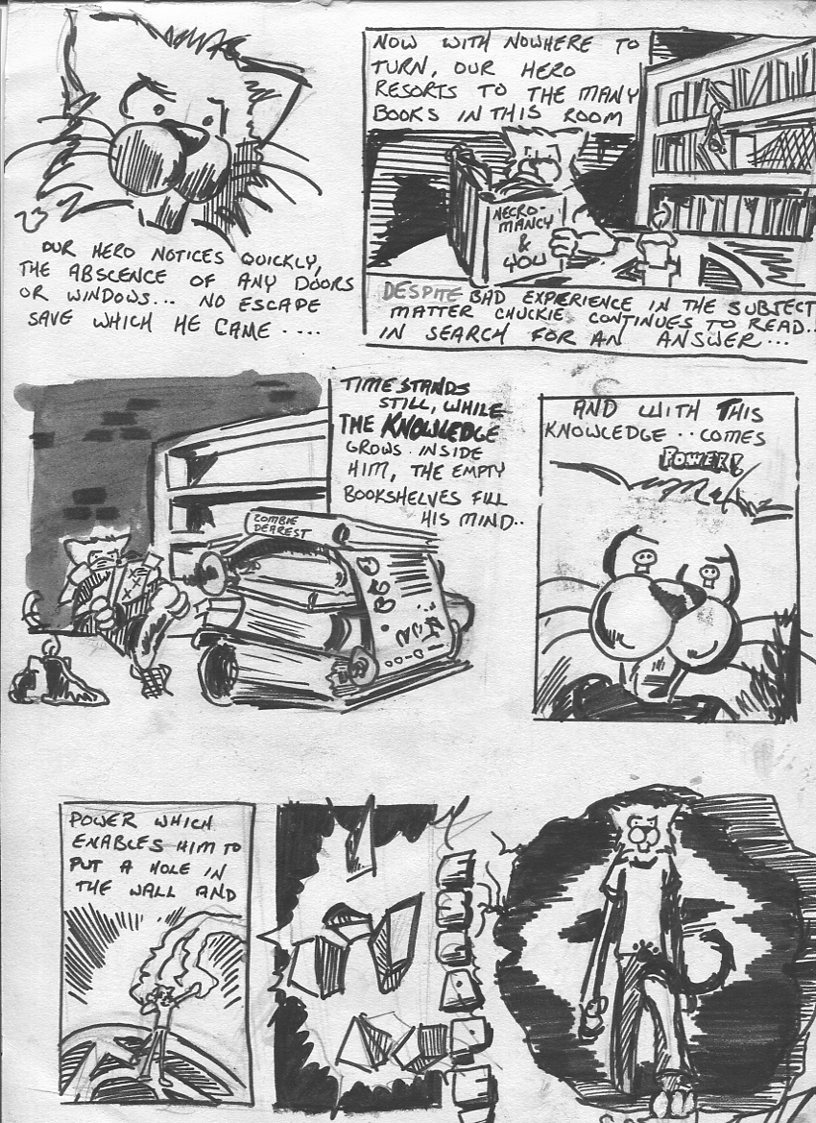 OUR HERO NOTICES QUICKLY,
THE ABSCENCE OF ANY DOORS
OR WINDOWS... NO ESCAPE
SAVE WHICH HE CAME....
NOW WITH NOWHERE TO
TURN, OUR HERO
RESORTS TO THE MANY
BOOKS IN THIS ROOM
NECRO-
MANCY
&
YOU
DESPITE BAD EXPERIENCE IN THE SUBJECT
MATTER CHUCKIE CONTINUES TO READ..
IN SEARCH FOR AN ANSWER...
TIME STANDS
STILL, WHILE
THE KNOWLEDGE
GROWS INSIDE
HIM, THE EMPTY
BOOKSHELVES FILL
HIS MIND..
ZOMBIE
DEAREST
AND WITH THIS
KNOWLEDGE..COMES
POWER!
POWER WHICH
ENABLES HIM TO
PUT A HOLE IN
THE WALL AND